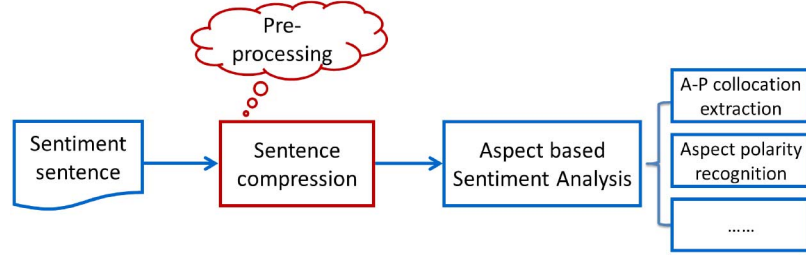 Pre-
processing
Sentiment
sentence
Sentence
compression
Aspect based
Sentiment Analysis
A-P collocation
extraction
Aspect polarity
recognition
......